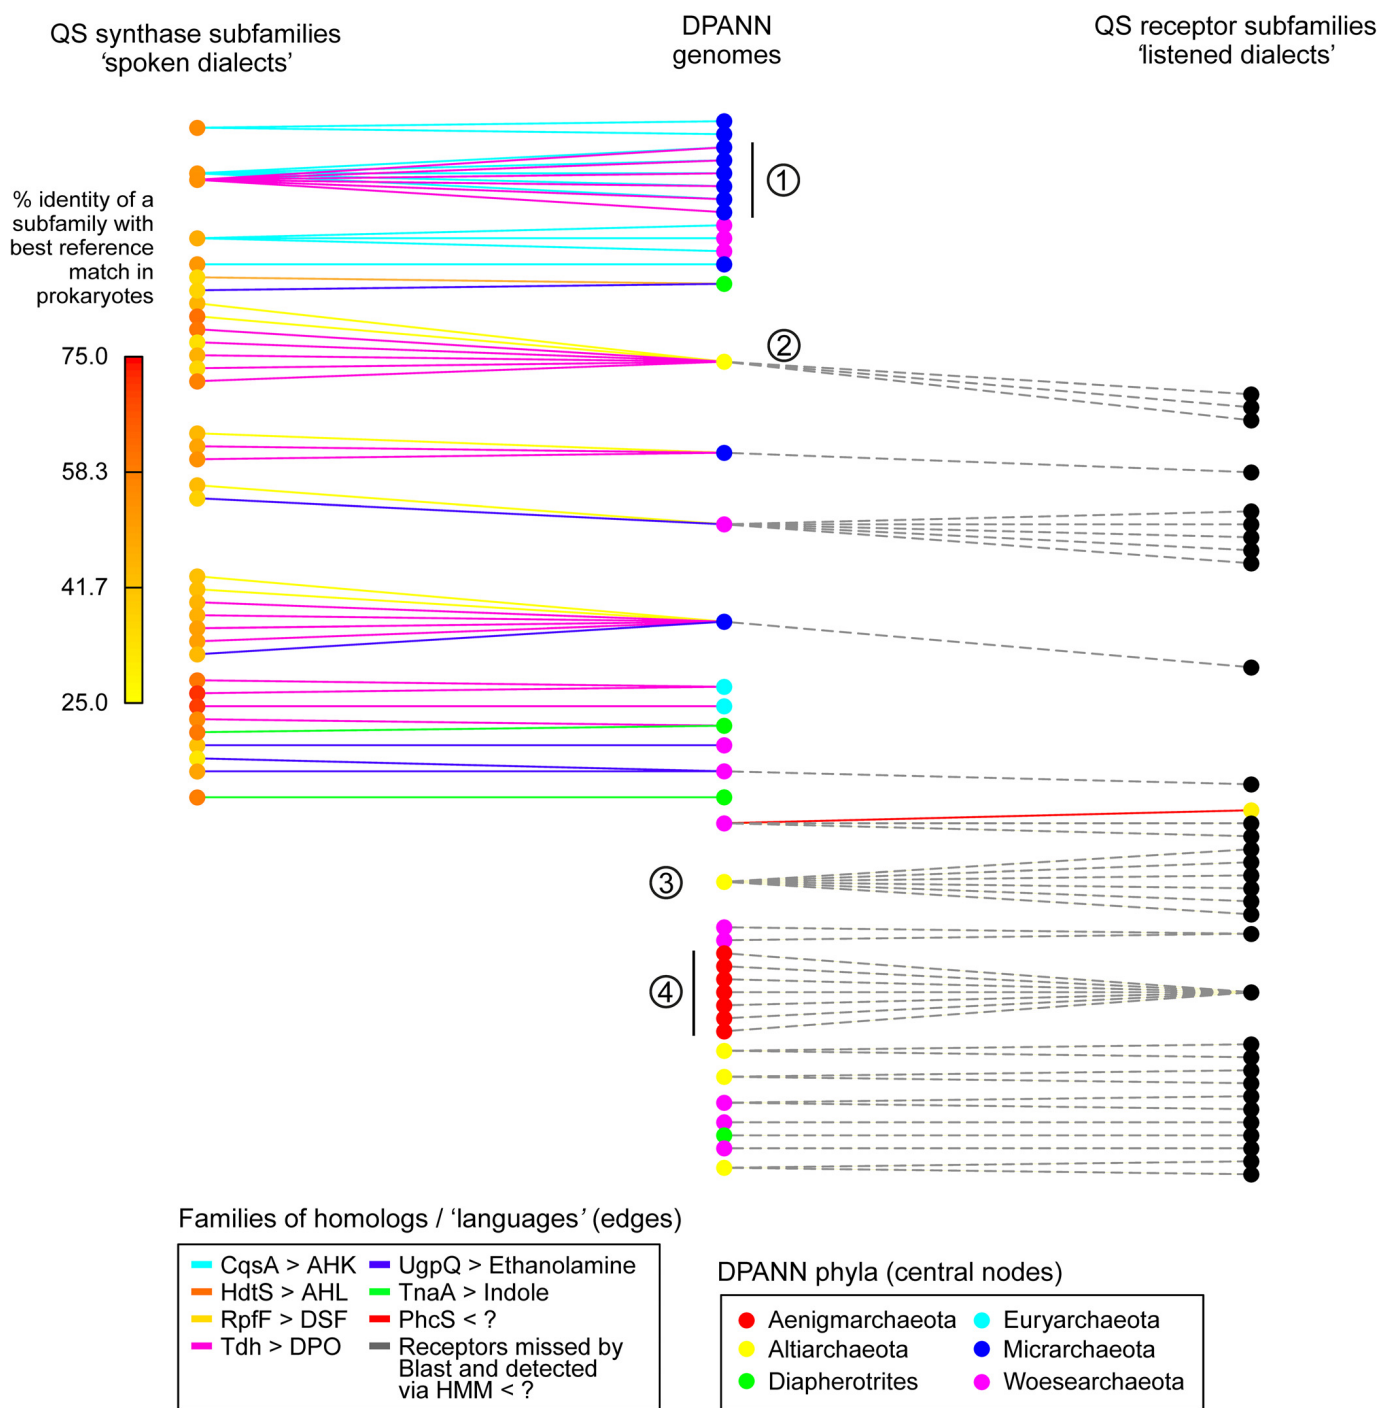 QS synthase subfamilies
‘spoken dialects’
DPANN
genomes
QS receptor subfamilies
‘listened dialects’
% identity of a
subfamily with
best reference
match in
prokaryotes
75.0
58.3
41.7
25.0
1
2
3
4
Families of homologs / ‘languages’ (edges)
CqsA > AHK
HdtS > AHL
RpfF > DSF
Tdh > DPO
UgpQ > Ethanolamine
TnaA > Indole
PhcS < ?
Receptors missed by
Blast and detected
via HMM < ?
DPANN phyla (central nodes)
Aenigmarchaeota
Altiarchaeota
Diapherotrites
Euryarchaeota
Micrarchaeota
Woesearchaeota